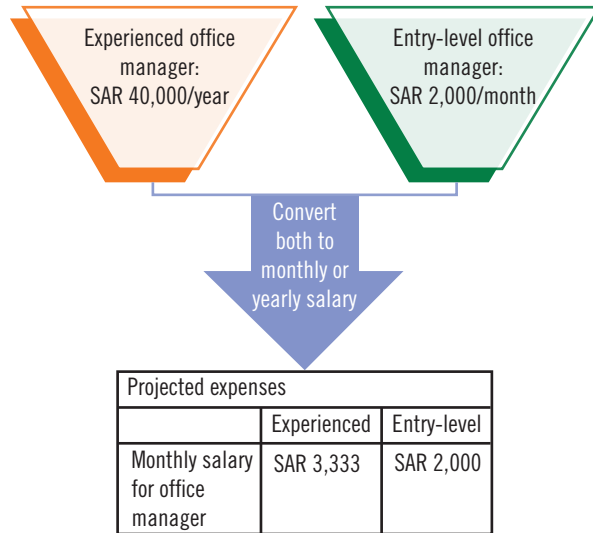 Experienced office
manager:
SAR 40,000/year
Entry-level office
manager:
SAR 2,000/month
Convert
both to
monthly or
yearly salary
Projected expenses
Experienced Entry-level
Monthly salary SAR 3,333 SAR 2,000
for office
manager